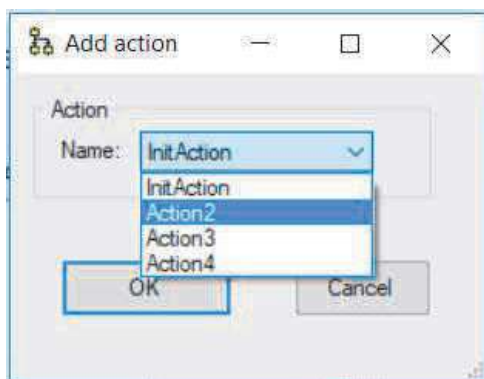 Add action
Action
Name: InitAction
InitAction
Action2
Action3
Action4
OK Cancel